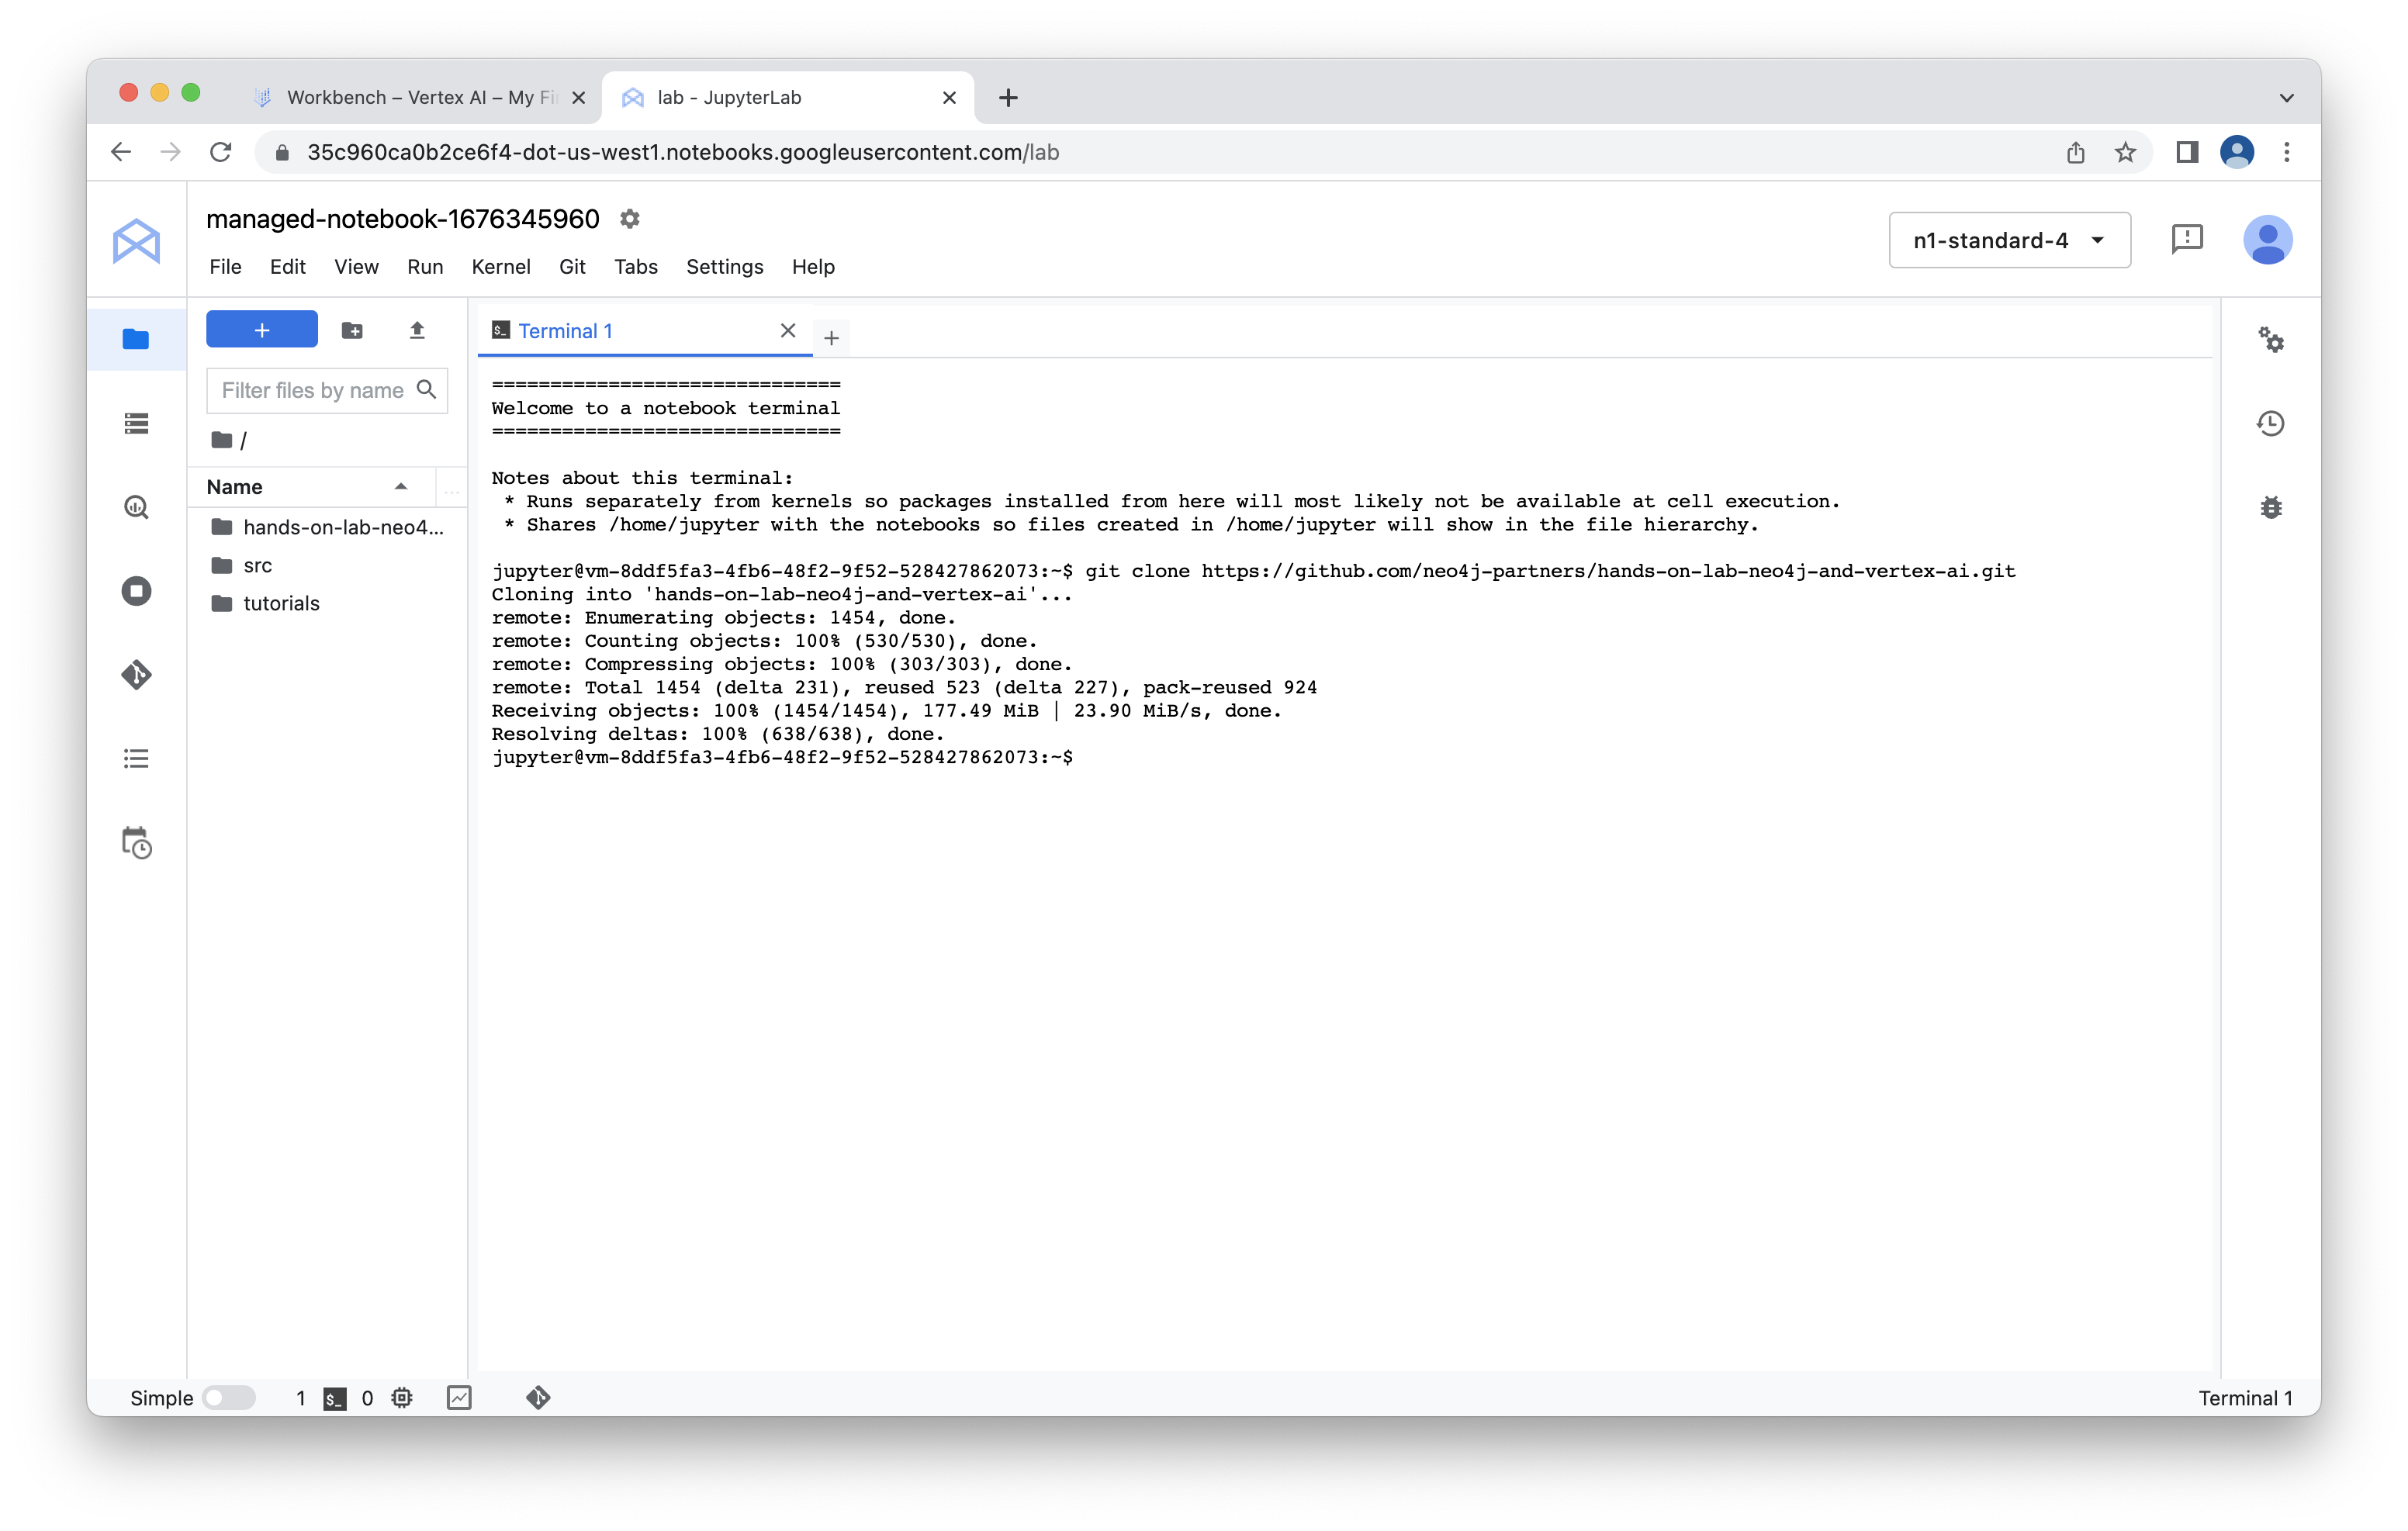 Workbench – Vertex AI – My Fi
lab - JupyterLab
35c960ca0b2ce6f4-dot-us-west1.notebooks.googleusercontent.com/lab
managed-notebook-1676345960
File Edit View Run Kernel Git Tabs Settings Help
n1-standard-4
Filter files by name
/
Name
...
hands-on-lab-neo4...
src
tutorials
Terminal 1
==============================
Welcome to a notebook terminal
==============================
Notes about this terminal:
* Runs separately from kernels so packages installed from here will most likely not be available at cell execution.
* Shares /home/jupyter with the notebooks so files created in /home/jupyter will show in the file hierarchy.
jupyter@vm-8ddf5fa3-4fb6-48f2-9f52-528427862073:~$ git clone https://github.com/neo4j-partners/hands-on-lab-neo4j-and-vertex-ai.git
Cloning into 'hands-on-lab-neo4j-and-vertex-ai'...
remote: Enumerating objects: 1454, done.
remote: Counting objects: 100% (530/530), done.
remote: Compressing objects: 100% (303/303), done.
remote: Total 1454 (delta 231), reused 523 (delta 227), pack-reused 924
Receiving objects: 100% (1454/1454), 177.49 MiB | 23.90 MiB/s, done.
Resolving deltas: 100% (638/638), done.
jupyter@vm-8ddf5fa3-4fb6-48f2-9f52-528427862073:~$
Simple 1 $_ 0
Terminal 1